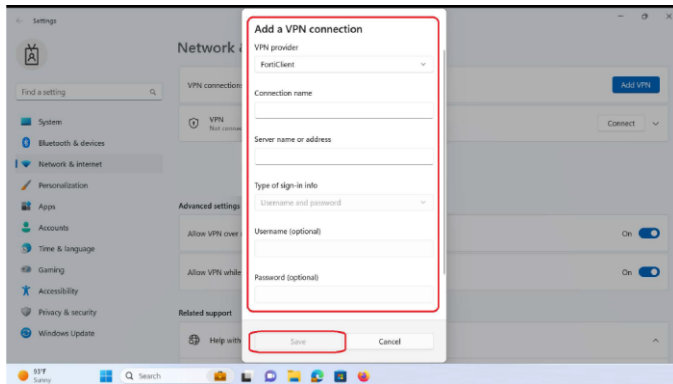 Settings
Add a VPN connection
VPN provider
FortiClient
Connection name
Server name or address
Type of sign-in info
Username and password
Username (optional)
Password (optional)
Save
Cancel
Network &
VPN connections
Add VPN
VPN
Not connec
Connect
Advanced settings
Allow VPN over
On
Allow VPN while
On
Related support
Help with
Find a setting
System
Bluetooth & devices
Network & internet
Personalization
Apps
Accounts
Time & language
Gaming
Accessibility
Privacy & security
Windows Update
93°F
Sunny
Search